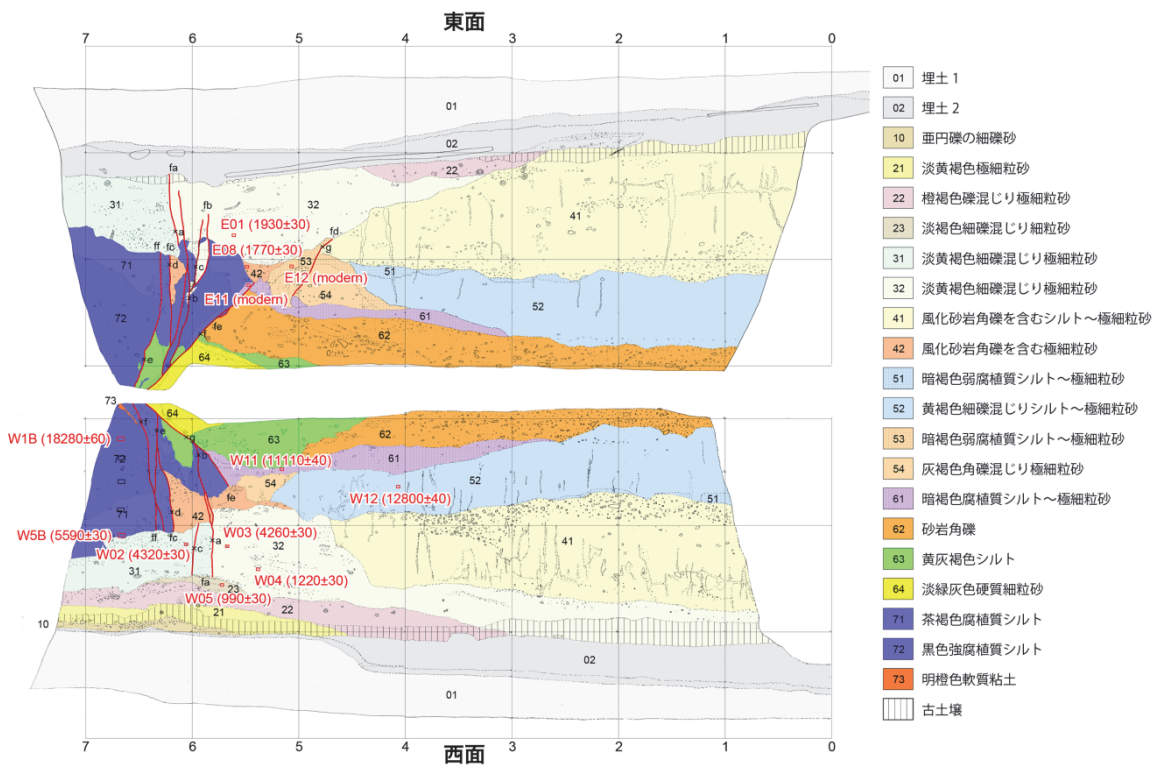 東面
7 6 5 4 3 2 1 0
01
02
22
fa
31
fb
32
41
E01 (1930±30)
a
fd
g
E08 (1770±30)
ff
fc
71
d
c
53
51
42
E12 (modern)
54
52
b
E11 (modern)
61
72
f
fe
62
e
64
63
73
64
f
e
g
62
W1B (18280±60)
63
72
b
W11 (11110±40)
61
54
52
W12 (12800±40)
51
fe
71
d
42
W5B (5590±30)
ff
fc
a
W03 (4260±30)
41
W02 (4320±30)
c
32
31
fa
23
W04 (1220±30)
W05 (990±30)
22
21
10
02
01
7 6 5 4 3 2 1 0
西面
01 埋土 1
02 埋土 2
10 亜円礫の細礫砂
21 淡黄褐色極細粒砂
22 橙褐色礫混じり極細粒砂
23 淡褐色細礫混じり細粒砂
31 淡黄褐色細礫混じり極細粒砂
32 淡黄褐色細礫混じり極細粒砂
41 風化砂岩角礫を含むシルト～極細粒砂
42 風化砂岩角礫を含む極細粒砂
51 暗褐色弱腐植質シルト～極細粒砂
52 黄褐色細礫混じりシルト～極細粒砂
53 暗褐色弱腐植質シルト～極細粒砂
54 灰褐色角礫混じり極細粒砂
61 暗褐色腐植質シルト～極細粒砂
62 砂岩角礫
63 黄灰褐色シルト
64 淡緑灰色硬質細粒砂
71 茶褐色腐植質シルト
72 黒色強腐植質シルト
73 明橙色軟質粘土
古土壌